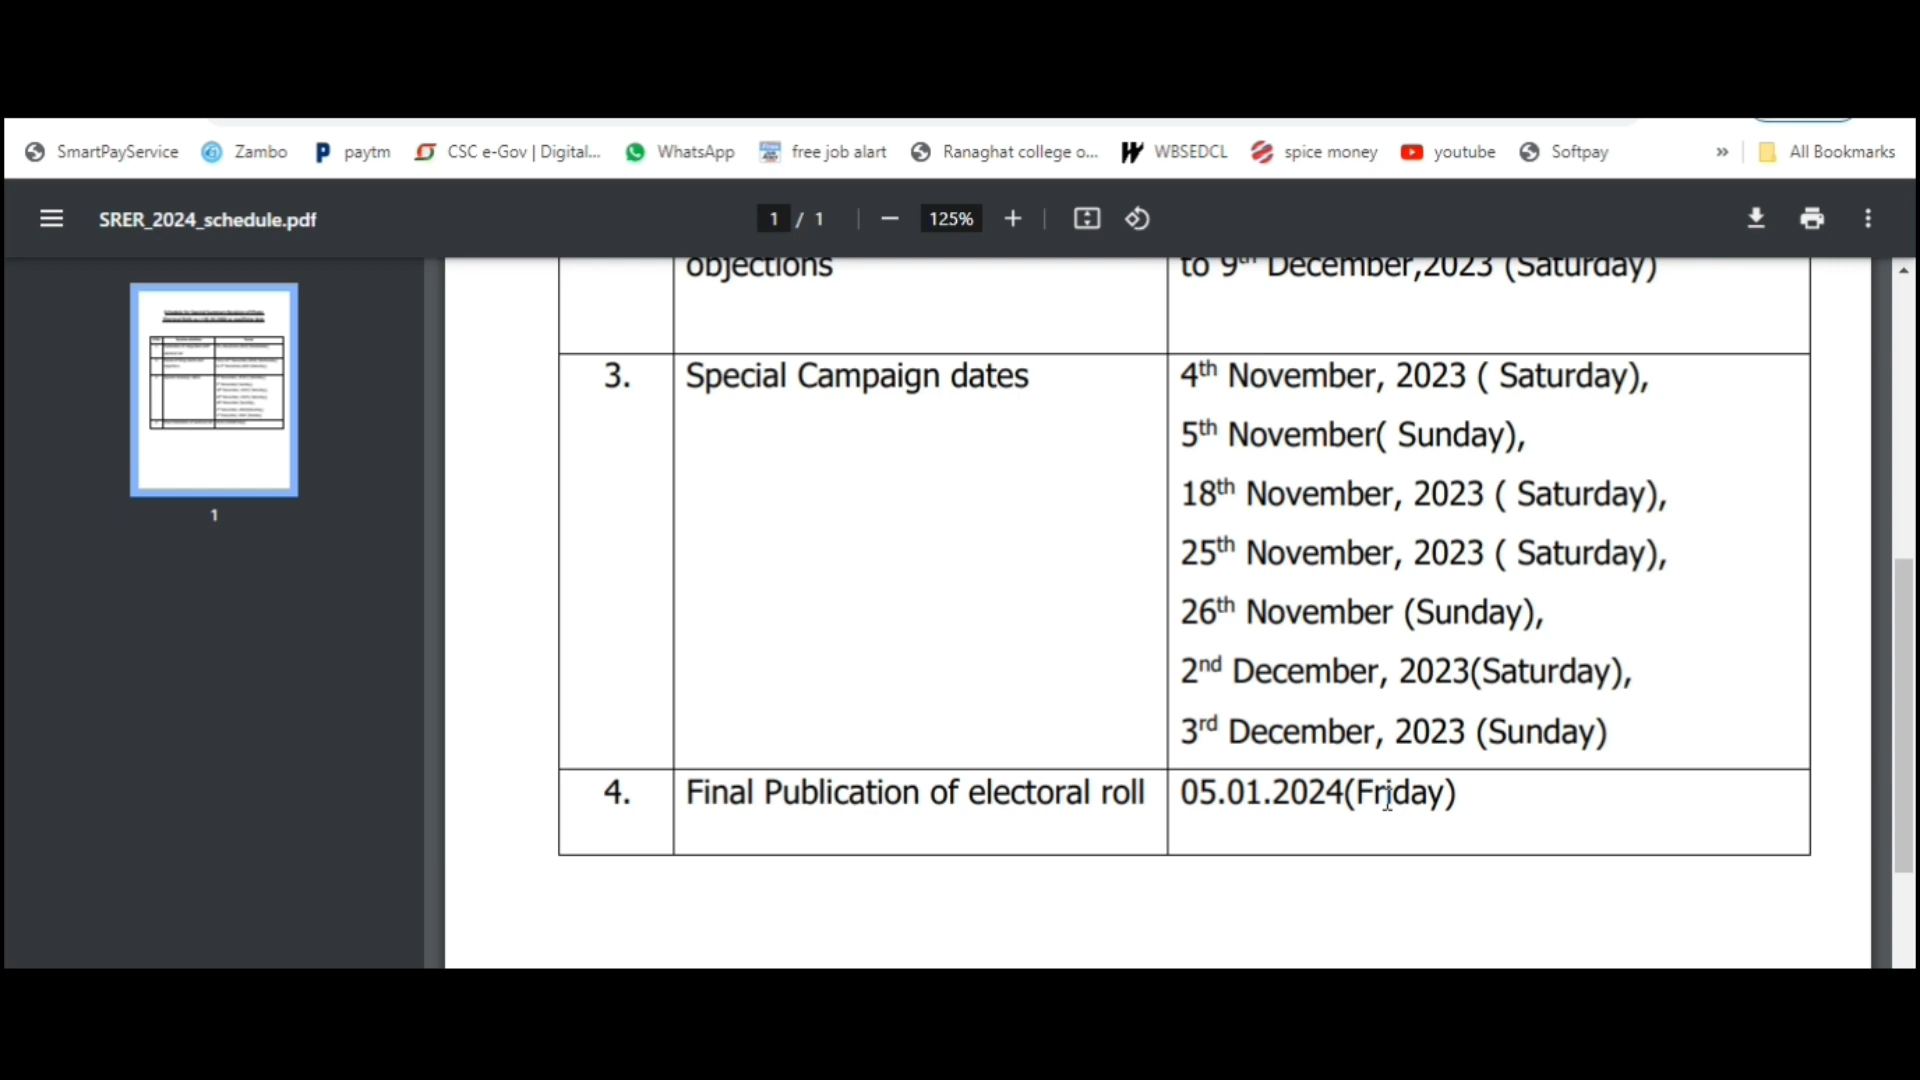 SmartPayService Zambo paytm CSC e-Gov | Digital... WhatsApp free job alart Ranaghat college o... WBSEDCL spice money youtube Softpay » All Bookmarks
SRER_2024_schedule.pdf 1 / 1 125%
objections to 9th December,2023 (Saturday)
3. Special Campaign dates 4th November, 2023 ( Saturday),
5th November( Sunday),
18th November, 2023 ( Saturday),
25th November, 2023 ( Saturday),
26th November (Sunday),
2nd December, 2023(Saturday),
3rd December, 2023 (Sunday)
4. Final Publication of electoral roll 05.01.2024(Friday)
1